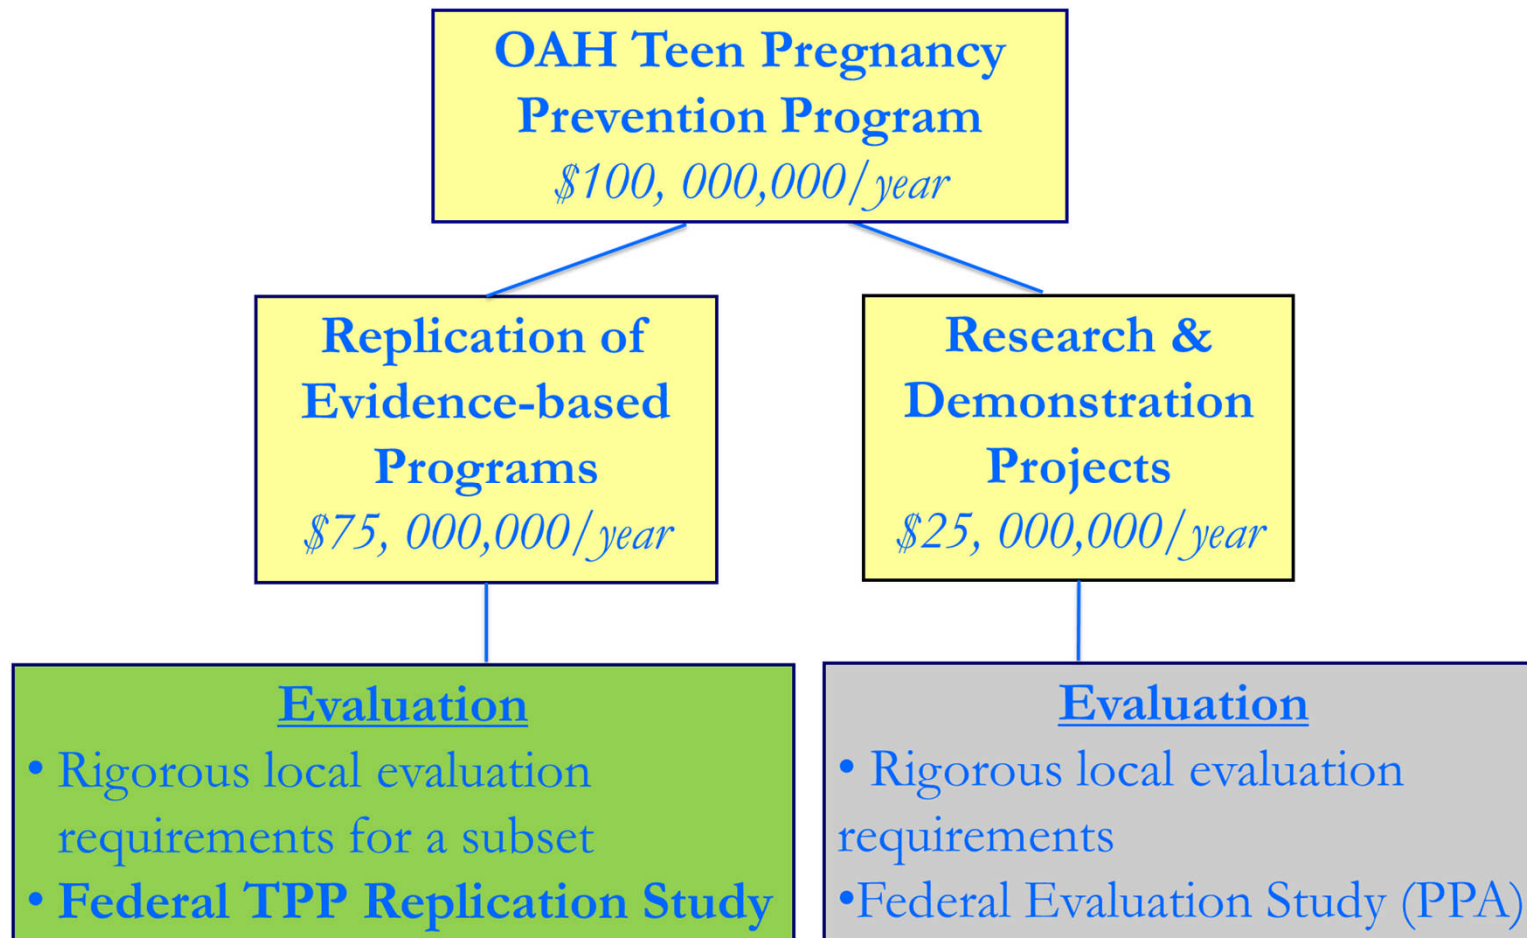 OAH Teen Pregnancy
Prevention Program
$100, 000,000/year
Replication of
Evidence-based
Programs
$75, 000,000/year
Research &
Demonstration
Projects
$25, 000,000/year
Evaluation
• Rigorous local evaluation
requirements for a subset
• Federal TPP Replication Study
Evaluation
• Rigorous local evaluation
requirements
•Federal Evaluation Study (PPA)